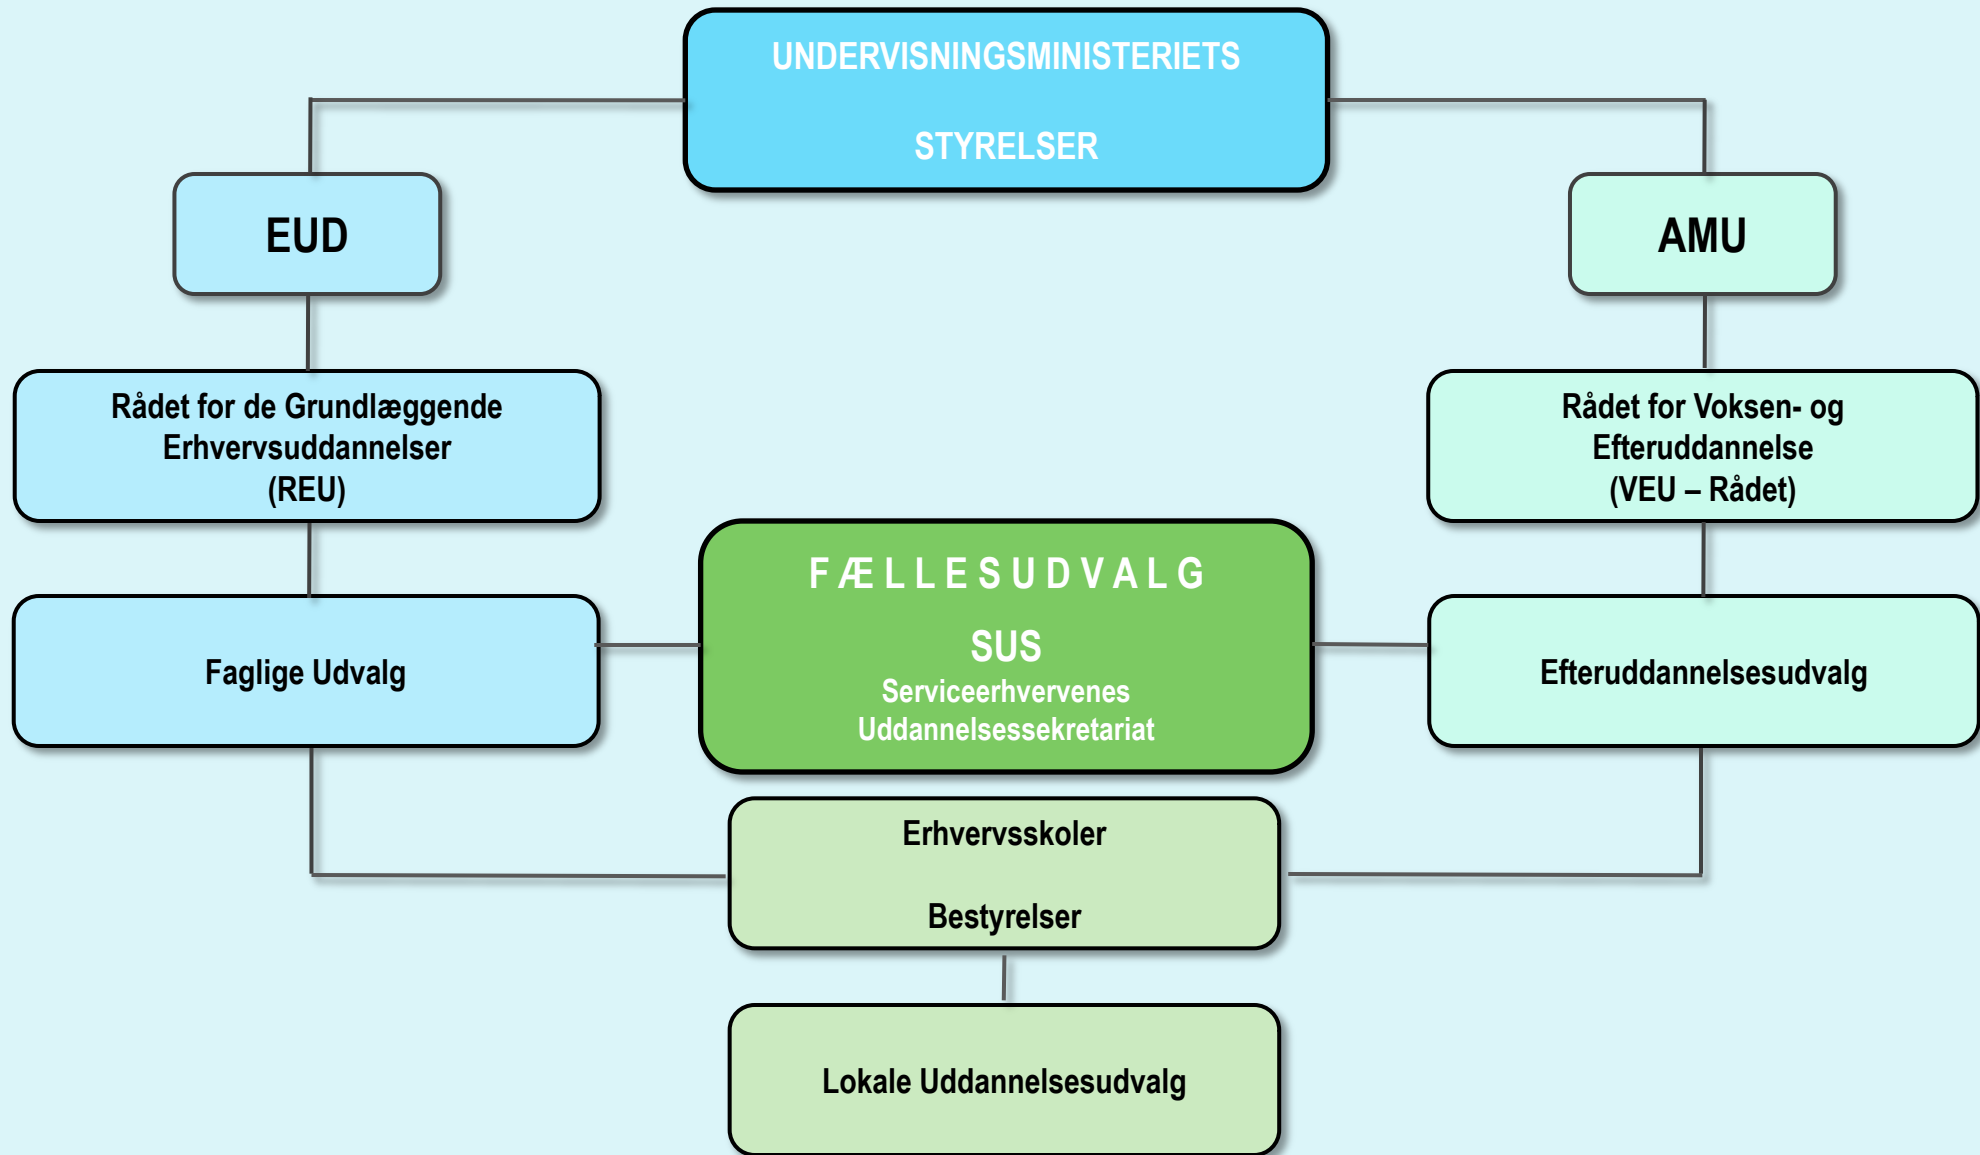 UNDERVISNINGSMINISTERIETS
STYRELSER
EUD
AMU
Rådet for de Grundlæggende
Erhvervsuddannelser
(REU)
Rådet for Voksen- og
Efteruddannelse
(VEU – Rådet)
FÆLLESUDVALG
SUS
Serviceerhvervenes
Uddannelsessekretariat
Faglige Udvalg
Efteruddannelsesudvalg
Erhvervsskoler
Bestyrelser
Lokale Uddannelsesudvalg